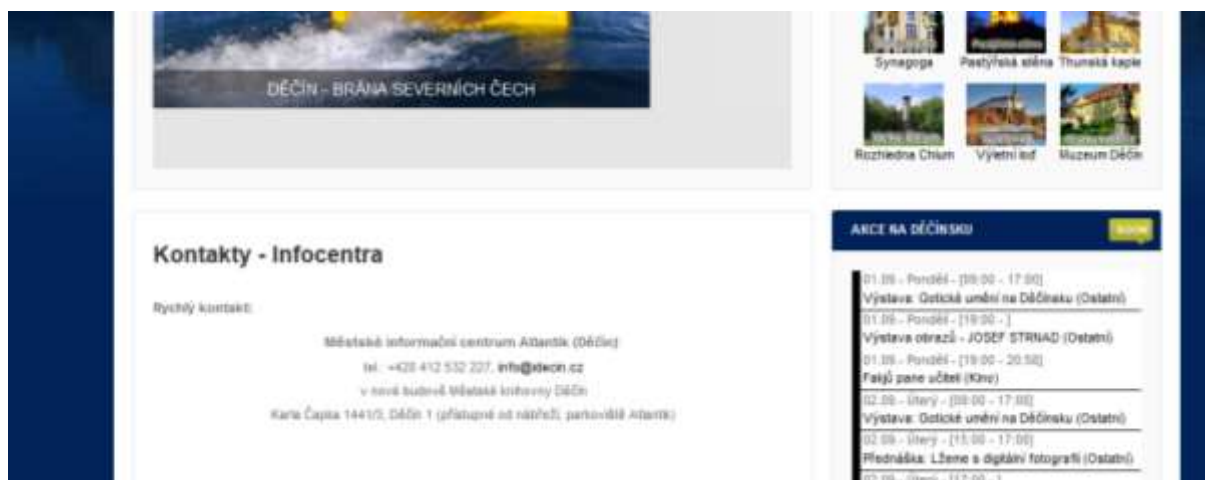 DĚČÍN - BRÁNA SEVERNÍCH ČECH
Synagoga
Pastýřská stěna
Thunská kaple
Rozhledna Chlum
Výletní loď
Muzeum Děčín
Kontakty - Infocentra
Rychlý kontakt:
Městské informační centrum Atlantik (Děčín)
tel.: +420 412 532 227, info@idecin.cz
v nové budově Městské knihovny Děčín
Karla Čapka 1441/3, Děčín 1 (přístupné od nábřeží, parkoviště Atlantik)
AKCE NA DĚČÍNSKU
01.09. - Pondělí - [09:00 - 17:00]
Výstava: Gotické umění na Děčínsku (Ostatní)
01.09. - Pondělí - [19:00 - ]
Výstava obrazů - JOSEF STRNAD (Ostatní)
01.09. - Pondělí - [19:00 - 20:50]
Fakjů pane učiteli (Kino)
02.09. - Úterý - [09:00 - 17:00]
Výstava: Gotické umění na Děčínsku (Ostatní)
02.09. - Úterý - [15:00 - 17:00]
Přednáška: Lžeme s digitální fotografií (Ostatní)
02.09. - Úterý - [17:00 - ]